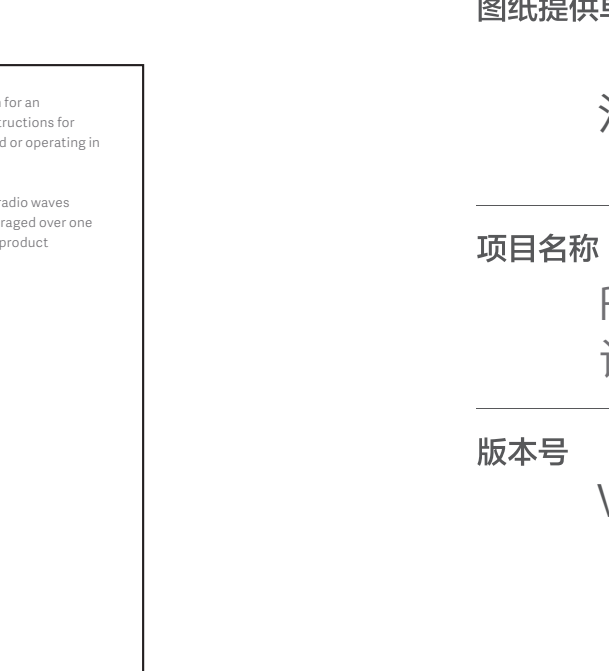 for an
ructions for
d or operating in
radio waves
raged over one
product
图纸提供
项目名称
版本号